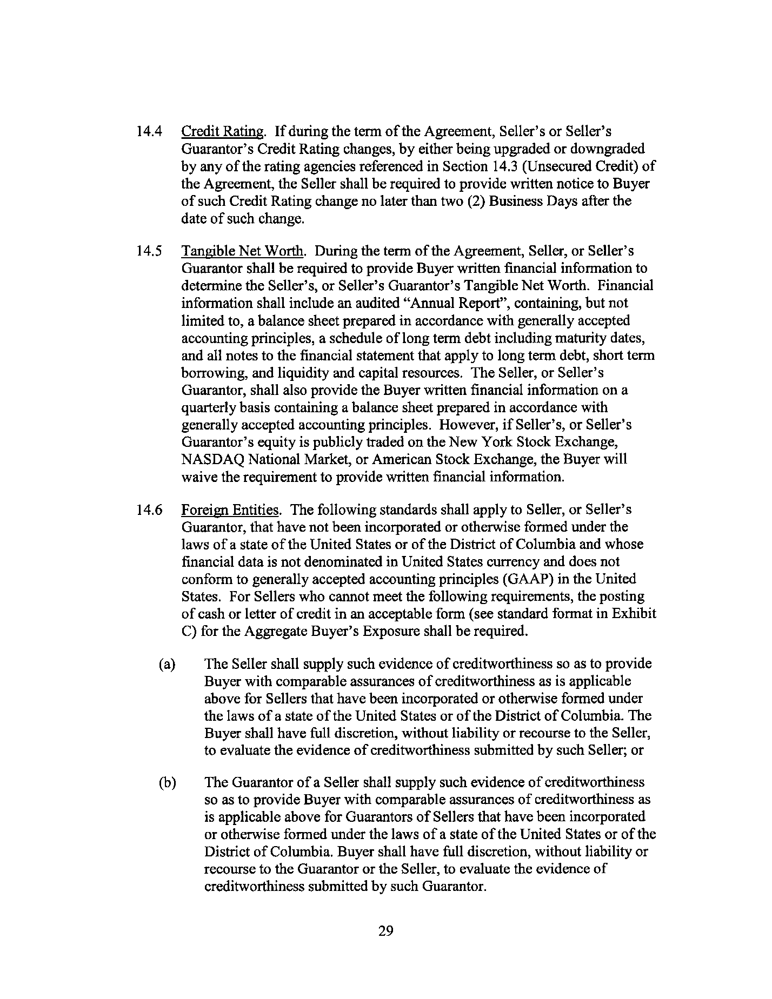 14.4 Credit Rating. If during the term of the Agreement, Seller's or Seller's
Guarantor's Credit Rating changes, by either being upgraded or downgraded
by any of the rating agencies referenced in Section 14.3 (Unsecured Credit) of
the Agreement, the Seller shall be required to provide written notice to Buyer
of such Credit Rating change no later than two (2) Business Days after the
date of such change.
14.5 Tangible Net Worth. During the term of the Agreement, Seller, or Seller's
Guarantor shall be required to provide Buyer written financial information to
determine the Seller's, or Seller's Guarantor's Tangible Net Worth. Financial
information shall include an audited “Annual Report”, containing, but not
limited to, a balance sheet prepared in accordance with generally accepted
accounting principles, a schedule of long term debt including maturity dates,
and all notes to the financial statement that apply to long term debt, short term
borrowing, and liquidity and capital resources. The Seller, or Seller's
Guarantor, shall also provide the Buyer written financial information on a
quarterly basis containing a balance sheet prepared in accordance with
generally accepted accounting principles. However, if Seller's, or Seller's
Guarantor's equity is publicly traded on the New York Stock Exchange,
NASDAQ National Market, or American Stock Exchange, the Buyer will
waive the requirement to provide written financial information.
14.6 Foreign Entities. The following standards shall apply to Seller, or Seller's
Guarantor, that have not been incorporated or otherwise formed under the
laws of a state of the United States or of the District of Columbia and whose
financial data is not denominated in United States currency and does not
conform to generally accepted accounting principles (GAAP) in the United
States. For Sellers who cannot meet the following requirements, the posting
of cash or letter of credit in an acceptable form (see standard format in Exhibit
C) for the Aggregate Buyer's Exposure shall be required.
(a) The Seller shall supply such evidence of creditworthiness so as to provide
Buyer with comparable assurances of creditworthiness as is applicable
above for Sellers that have been incorporated or otherwise formed under
the laws of a state of the United States or of the District of Columbia. The
Buyer shall have full discretion, without liability or recourse to the Seller,
to evaluate the evidence of creditworthiness submitted by such Seller; or
(b) The Guarantor of a Seller shall supply such evidence of creditworthiness
so as to provide Buyer with comparable assurances of creditworthiness as
is applicable above for Guarantors of Sellers that have been incorporated
or otherwise formed under the laws of a state of the United States or of the
District of Columbia. Buyer shall have full discretion, without liability or
recourse to the Guarantor or the Seller, to evaluate the evidence of
creditworthiness submitted by such Guarantor.
29